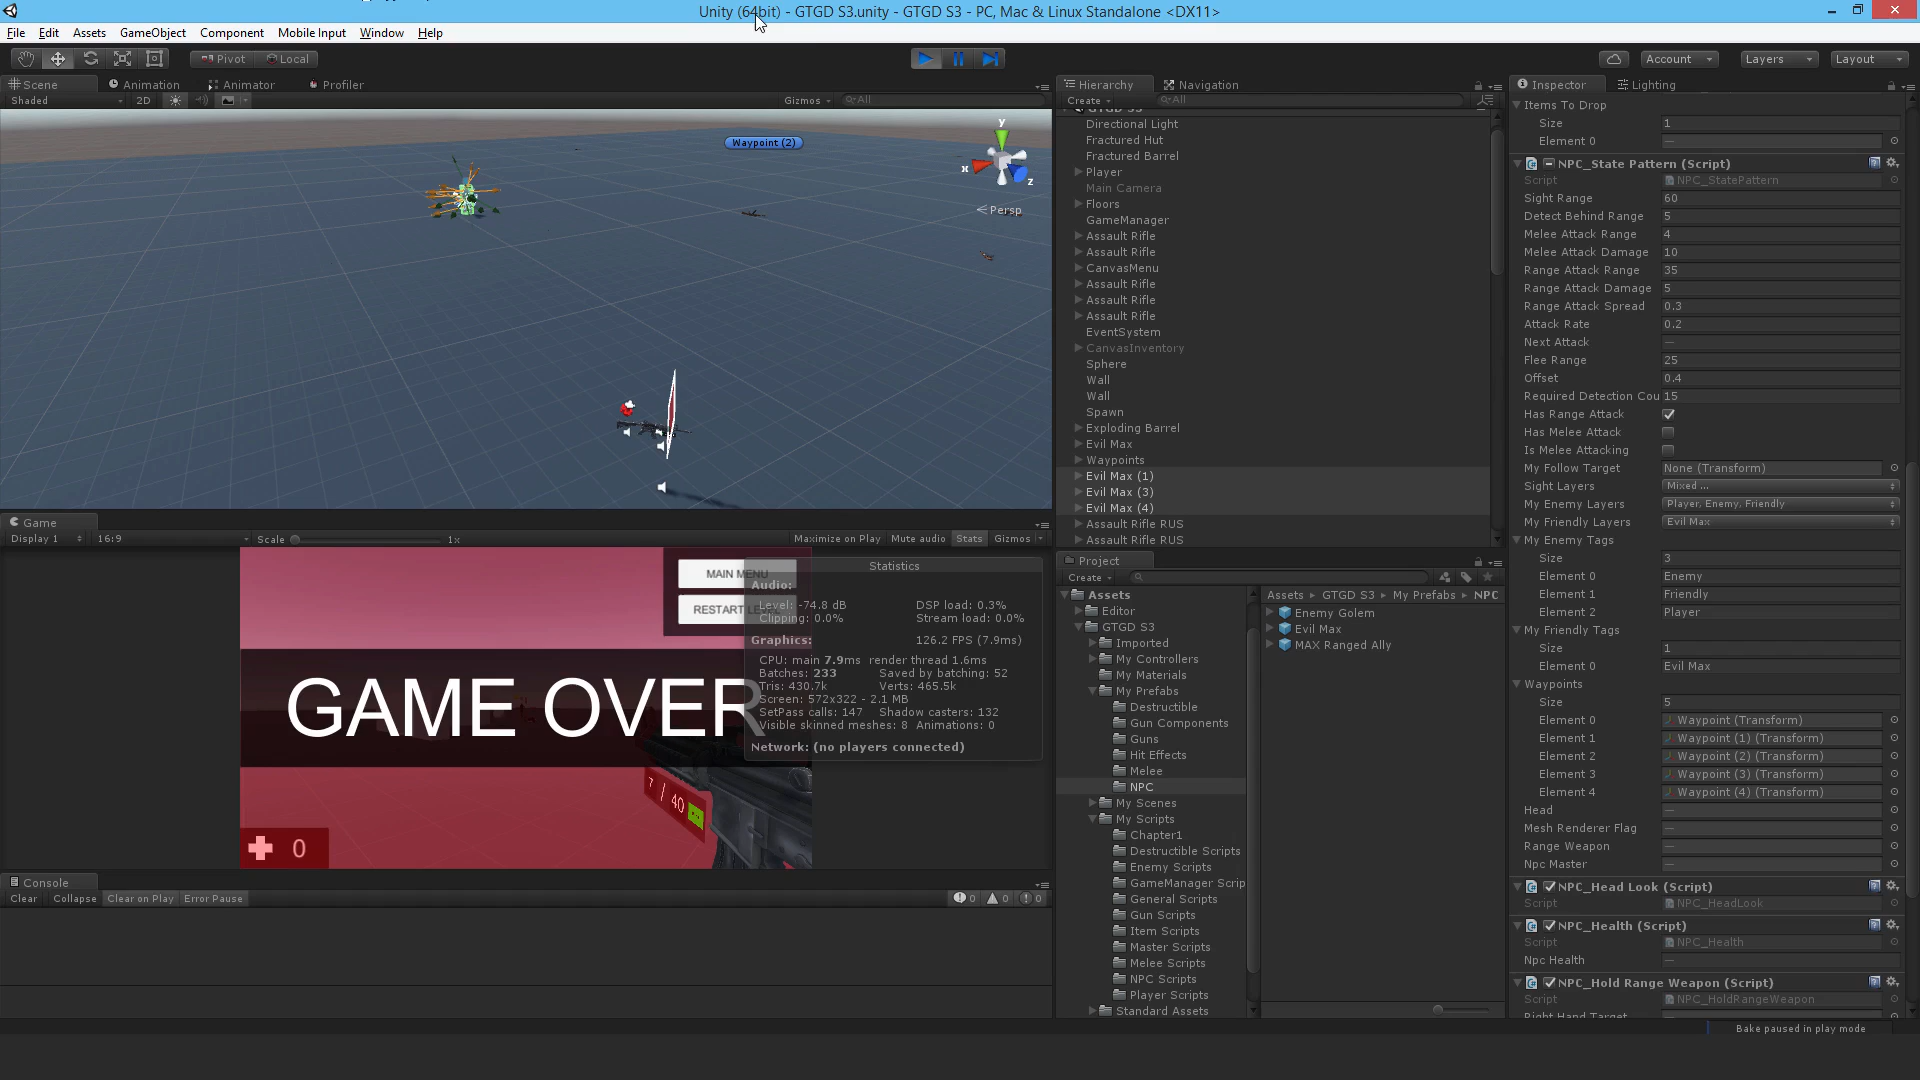 Unity (64bit) - GTGD S3.unity - GTGD S3 - PC, Mac & Linux Standalone <DX11>
File Edit Assets GameObject Component Mobile Input Window Help
Pivot Local Account Layers Layout
Scene Animation Animator Profiler
Shaded 2D Gizmos All
Waypoint (2)
y
x
z
Persp
Game
Display 1 16:9 Scale 1x Maximize on Play Mute audio Stats Gizmos
MAIN MENU
RESTART LE
GAME OVER
7 / 40
0
Statistics
Audio:
Level: -74.8 dB DSP load: 0.3%
Clipping: 0.0% Stream load: 0.0%
Graphics: 126.2 FPS (7.9ms)
CPU: main 7.9ms render thread 1.6ms
Batches: 233 Saved by batching: 52
Tris: 430.7k Verts: 465.5k
Screen: 572x322 - 2.1 MB
SetPass calls: 147 Shadow casters: 132
Visible skinned meshes: 8 Animations: 0
Network: (no players connected)
Console
Clear Collapse Clear on Play Error Pause 0 0 0
Hierarchy Navigation
Create All
GTGD S3
Directional Light
Fractured Hut
Fractured Barrel
Player
Main Camera
Floors
GameManager
Assault Rifle
Assault Rifle
CanvasMenu
Assault Rifle
Assault Rifle
Assault Rifle
EventSystem
CanvasInventory
Sphere
Wall
Wall
Spawn
Exploding Barrel
Evil Max
Waypoints
Evil Max (1)
Evil Max (3)
Evil Max (4)
Assault Rifle RUS
Assault Rifle RUS
Project
Create
Assets
Editor
GTGD S3
Imported
My Controllers
My Materials
My Prefabs
Destructible
Gun Components
Guns
Hit Effects
Melee
NPC
My Scenes
My Scripts
Chapter1
Destructible Scripts
Enemy Scripts
GameManager Scrip
General Scripts
Gun Scripts
Item Scripts
Master Scripts
Melee Scripts
NPC Scripts
Player Scripts
Standard Assets
Assets GTGD S3 My Prefabs NPC
Enemy Golem
Evil Max
MAX Ranged Ally
Inspector Lighting
Items To Drop
Size 1
Element 0 —
NPC_State Pattern (Script)
Script NPC_StatePattern
Sight Range 60
Detect Behind Range 5
Melee Attack Range 4
Melee Attack Damage 10
Range Attack Range 35
Range Attack Damage 5
Range Attack Spread 0.3
Attack Rate 0.2
Next Attack —
Flee Range 25
Offset 0.4
Required Detection Cou 15
Has Range Attack
Has Melee Attack
Is Melee Attacking
My Follow Target None (Transform)
Sight Layers Mixed ...
My Enemy Layers Player, Enemy, Friendly
My Friendly Layers Evil Max
My Enemy Tags
Size 3
Element 0 Enemy
Element 1 Friendly
Element 2 Player
My Friendly Tags
Size 1
Element 0 Evil Max
Waypoints
Size 5
Element 0 Waypoint (Transform)
Element 1 Waypoint (1) (Transform)
Element 2 Waypoint (2) (Transform)
Element 3 Waypoint (3) (Transform)
Element 4 Waypoint (4) (Transform)
Head —
Mesh Renderer Flag —
Range Weapon —
Npc Master —
NPC_Head Look (Script)
Script NPC_HeadLook
NPC_Health (Script)
Script NPC_Health
Npc Health —
NPC_Hold Range Weapon (Script)
Script NPC_HoldRangeWeapon
Right Hand Target
Bake paused in play mode